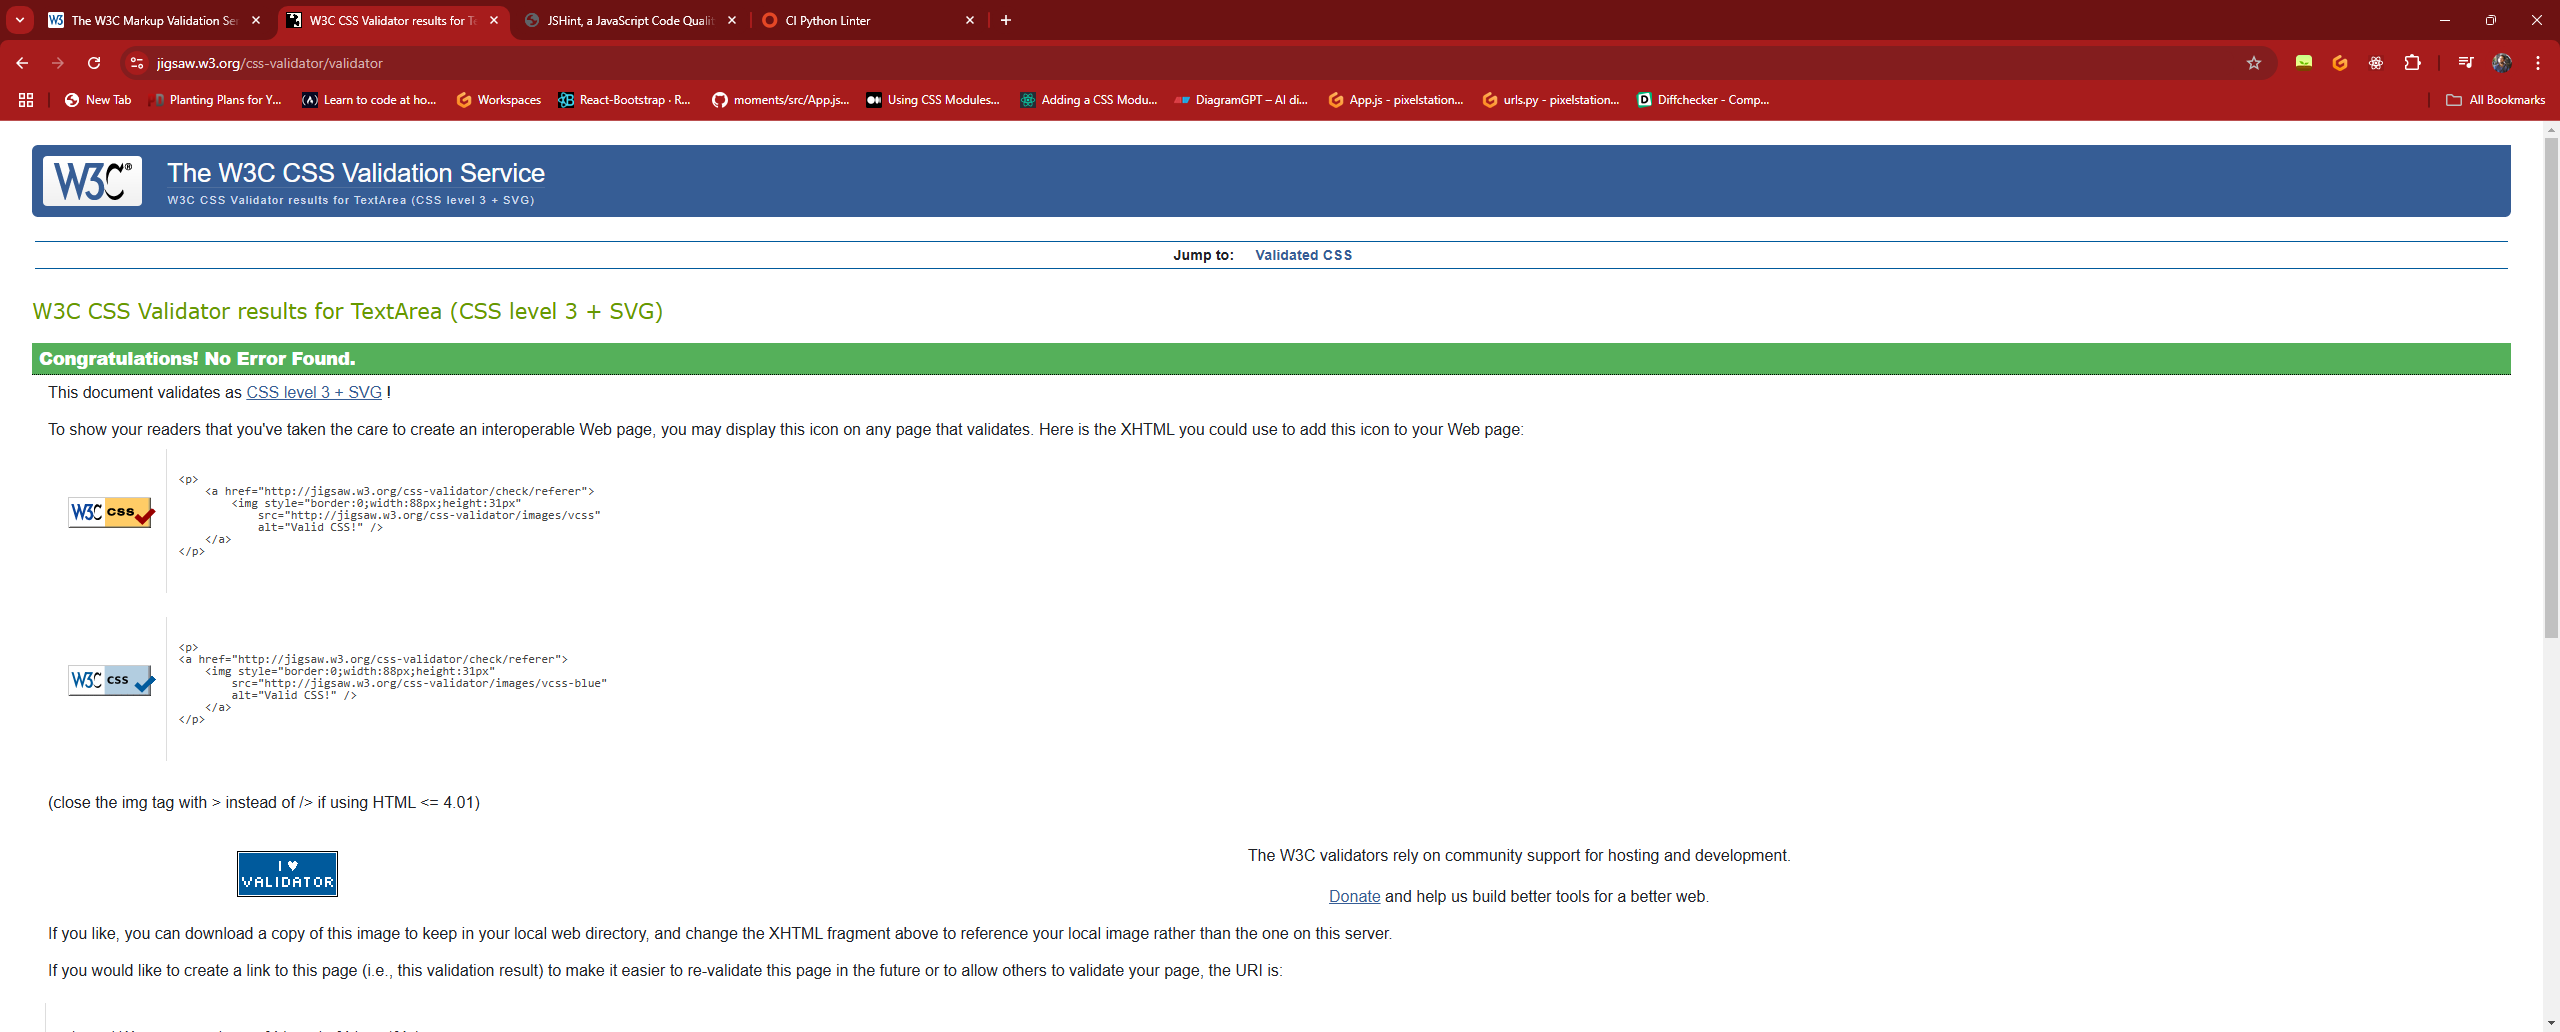 The W3C Markup Validation Se
W3C CSS Validator results for Te
JSHint, a JavaScript Code Qualit
CI Python Linter
jigsaw.w3.org/css-validator/validator
New Tab
Planting Plans for Y...
Learn to code at ho...
Workspaces
React-Bootstrap · R...
moments/src/App.js...
Using CSS Modules...
Adding a CSS Modu...
DiagramGPT – AI di...
App.js - pixelstation...
urls.py - pixelstation...
Diffchecker - Comp...
All Bookmarks
W3C®
The W3C CSS Validation Service
W3C CSS Validator results for TextArea (CSS level 3 + SVG)
Jump to: Validated CSS
W3C CSS Validator results for TextArea (CSS level 3 + SVG)
Congratulations! No Error Found.
This document validates as CSS level 3 + SVG !
To show your readers that you've taken the care to create an interoperable Web page, you may display this icon on any page that validates. Here is the XHTML you could use to add this icon to your Web page:
W3C css
<p>
<a href="http://jigsaw.w3.org/css-validator/check/referer">
<img style="border:0;width:88px;height:31px"
src="http://jigsaw.w3.org/css-validator/images/vcss"
alt="Valid CSS!" />
</a>
</p>
W3C css
<p>
<a href="http://jigsaw.w3.org/css-validator/check/referer">
<img style="border:0;width:88px;height:31px"
src="http://jigsaw.w3.org/css-validator/images/vcss-blue"
alt="Valid CSS!" />
</a>
</p>
(close the img tag with > instead of /> if using HTML <= 4.01)
I ♥
VALIDATOR
The W3C validators rely on community support for hosting and development.
Donate and help us build better tools for a better web.
If you like, you can download a copy of this image to keep in your local web directory, and change the XHTML fragment above to reference your local image rather than the one on this server.
If you would like to create a link to this page (i.e., this validation result) to make it easier to re-validate this page in the future or to allow others to validate your page, the URI is: